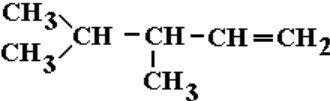 CH₃
CH – CH – CH = CH₂
CH₃
CH₃